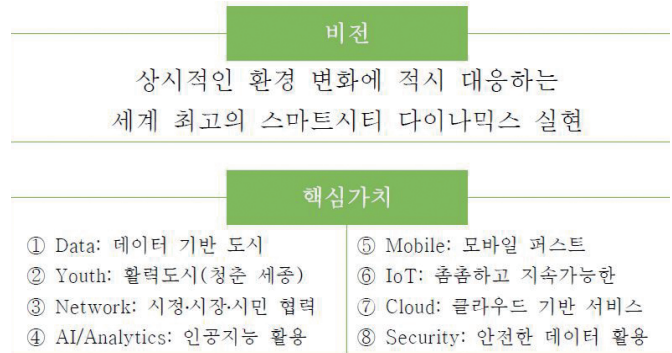 비전
상시적인 환경 변화에 적시 대응하는
세계 최고의 스마트시티 다이나믹스 실현
핵심가치
① Data: 데이터 기반 도시
② Youth: 활력도시(청춘 세종)
③ Network: 시정·시장·시민 협력
④ AI/Analytics: 인공지능 활용
⑤ Mobile: 모바일 퍼스트
⑥ IoT: 촘촘하고 지속가능한
⑦ Cloud: 클라우드 기반 서비스
⑧ Security: 안전한 데이터 활용